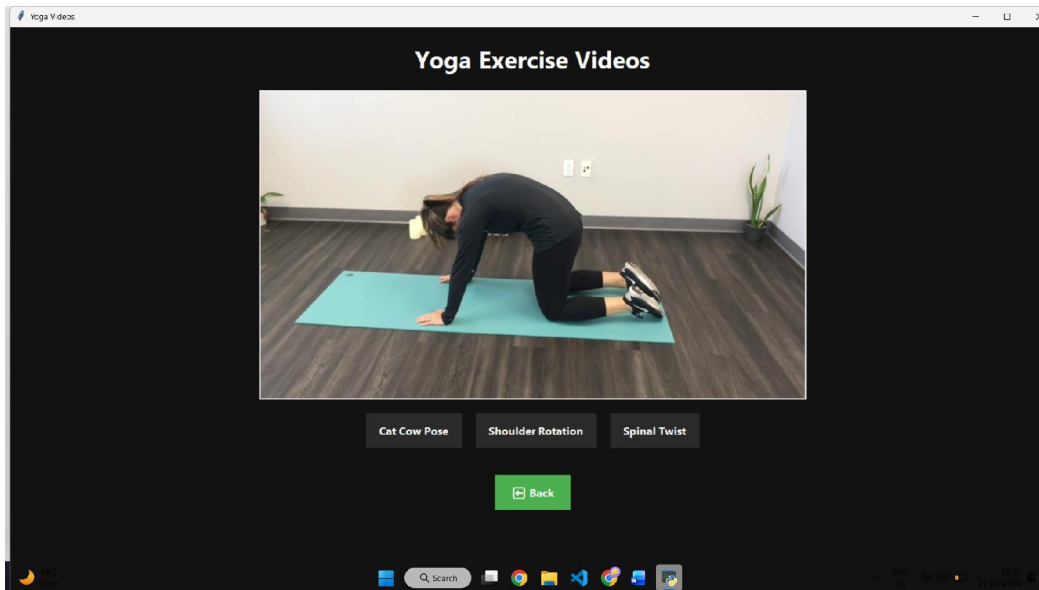 Yoga Videos
Yoga Exercise Videos
Cat Cow Pose
Shoulder Rotation
Spinal Twist
Back
Search